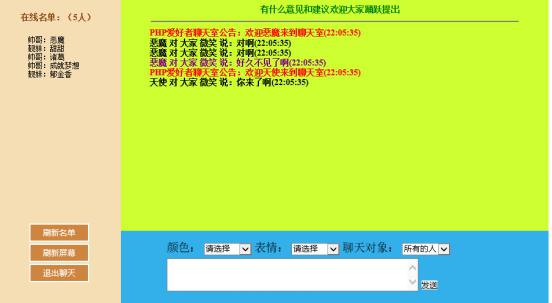 在线名单：（5人）
帅哥：恶魔
靓妹：甜甜
帅哥：诸葛
帅哥：成就梦想
靓妹：郁金香
刷新名单
刷新屏幕
退出聊天
有什么意见和建议欢迎大家踊跃提出
PHP爱好者聊天室公告：欢迎恶魔来到聊天室(22:05:35)
恶魔 对 大家 微笑 说：对啊(22:05:35)
恶魔 对 大家 微笑 说：对啊(22:05:35)
恶魔 对 大家 微笑 说：好久不见了啊(22:05:35)
PHP爱好者聊天室公告：欢迎天使来到聊天室(22:05:35)
天使 对 大家 微笑 说：你来了啊(22:05:35)
颜色： 请选择 表情： 请选择 聊天对象： 所有的人
发送